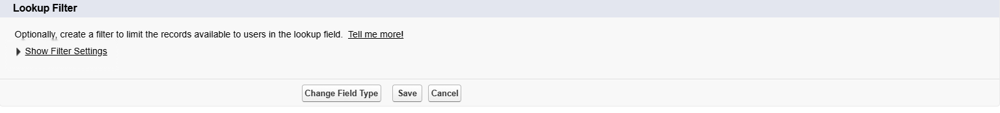 Lookup Filter
Optionally, create a filter to limit the records available to users in the lookup field. Tell me more!
Show Filter Settings
Change Field Type Save Cancel